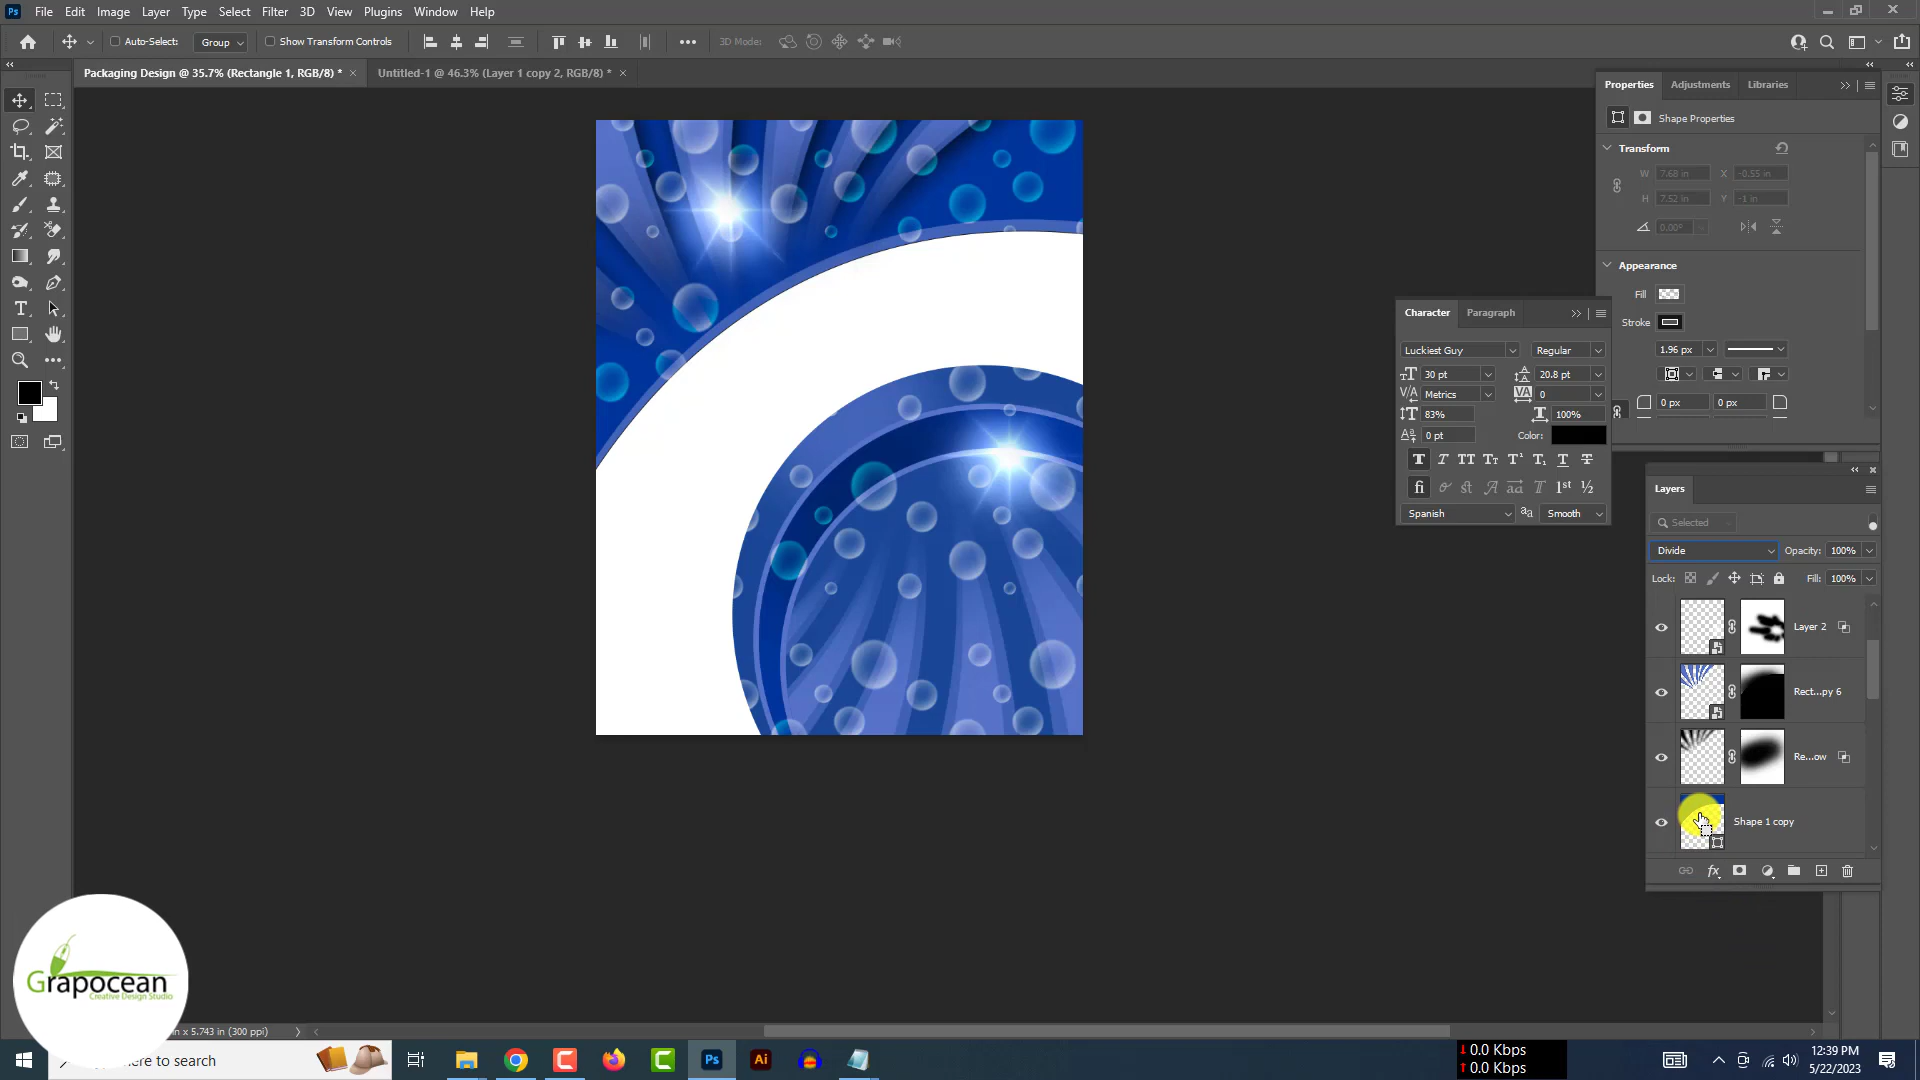 Ps File Edit Image Layer Type Select Filter 3D View Plugins Window Help
Auto-Select: Group Show Transform Controls 3D Mode:
Packaging Design @ 35.7% (Rectangle 1, RGB/8) * Untitled-1 @ 46.3% (Layer 1 copy 2, RGB/8) *
Properties Adjustments Libraries
Shape Properties
Transform
W 7.68 in X -0.55 in
H 7.52 in Y -1 in
0.00°
Appearance
Fill
Stroke
1.96 px
0 px 0 px
Character Paragraph
Luckiest Guy Regular
30 pt 20.8 pt
Metrics 0
83% 100%
0 pt Color:
Spanish Smooth
Layers
Selected
Divide Opacity: 100%
Lock: Fill: 100%
Layer 2
Rect...py 6
Re...ow
Shape 1 copy
Grapocean
Creative Design Studio
in x 5.743 in (300 ppi)
here to search
Ps Ai
0.0 Kbps
0.0 Kbps
12:39 PM
5/22/2023